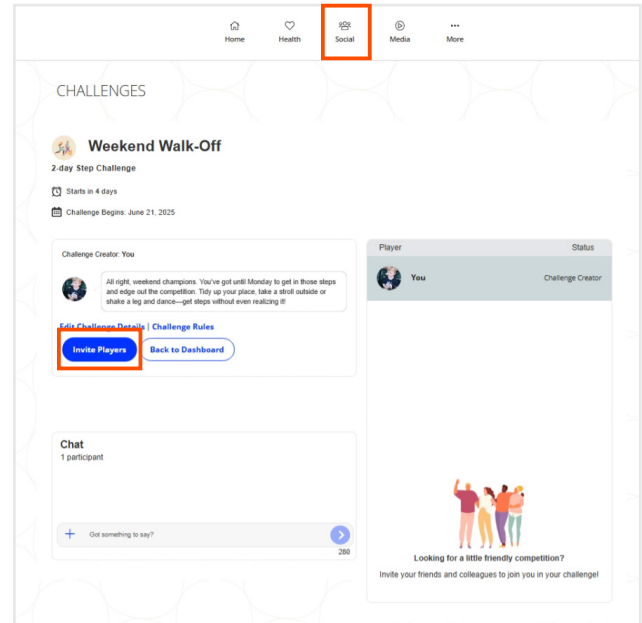 Home
Health
Social
Media
More
CHALLENGES
Weekend Walk-Off
2-day Step Challenge
Starts in 4 days
Challenge Begins: June 21, 2025
Challenge Creator: You
All right, weekend champions. You've got until Monday to get in those steps
and edge out the competition. Tidy up your place, take a stroll outside or
shake a leg and dance—get steps without even realizing it!
Edit Challenge Details | Challenge Rules
Invite Players
Back to Dashboard
Chat
1 participant
Got something to say?
280
Player Status
You Challenge Creator
Looking for a little friendly competition?
Invite your friends and colleagues to join you in your challenge!